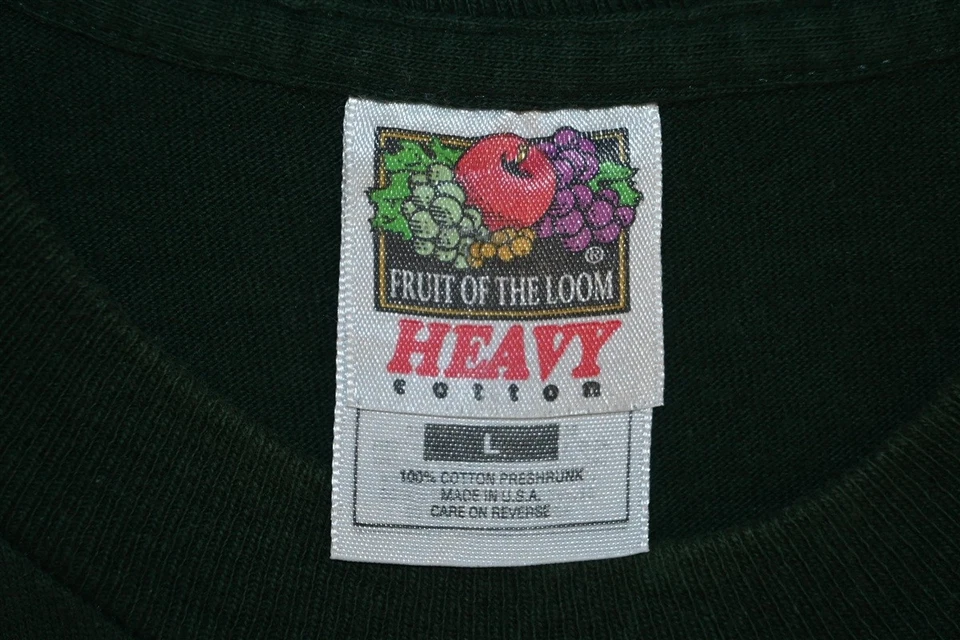 ®
FRUIT OF THE LOOM
HEAVY
cotton
L
100% COTTON PRESHRUNK
MADE IN U.S.A.
CARE ON REVERSE